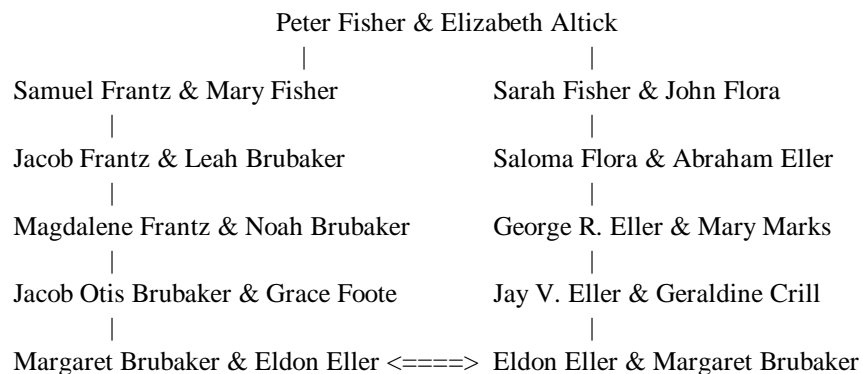 Peter Fisher & Elizabeth Altick
| |
Samuel Frantz & Mary Fisher Sarah Fisher & John Flora
| |
Jacob Frantz & Leah Brubaker Saloma Flora & Abraham Eller
| |
Magdalene Frantz & Noah Brubaker George R. Eller & Mary Marks
| |
Jacob Otis Brubaker & Grace Foote Jay V. Eller & Geraldine Crill
| |
Margaret Brubaker & Eldon Eller <====> Eldon Eller & Margaret Brubaker